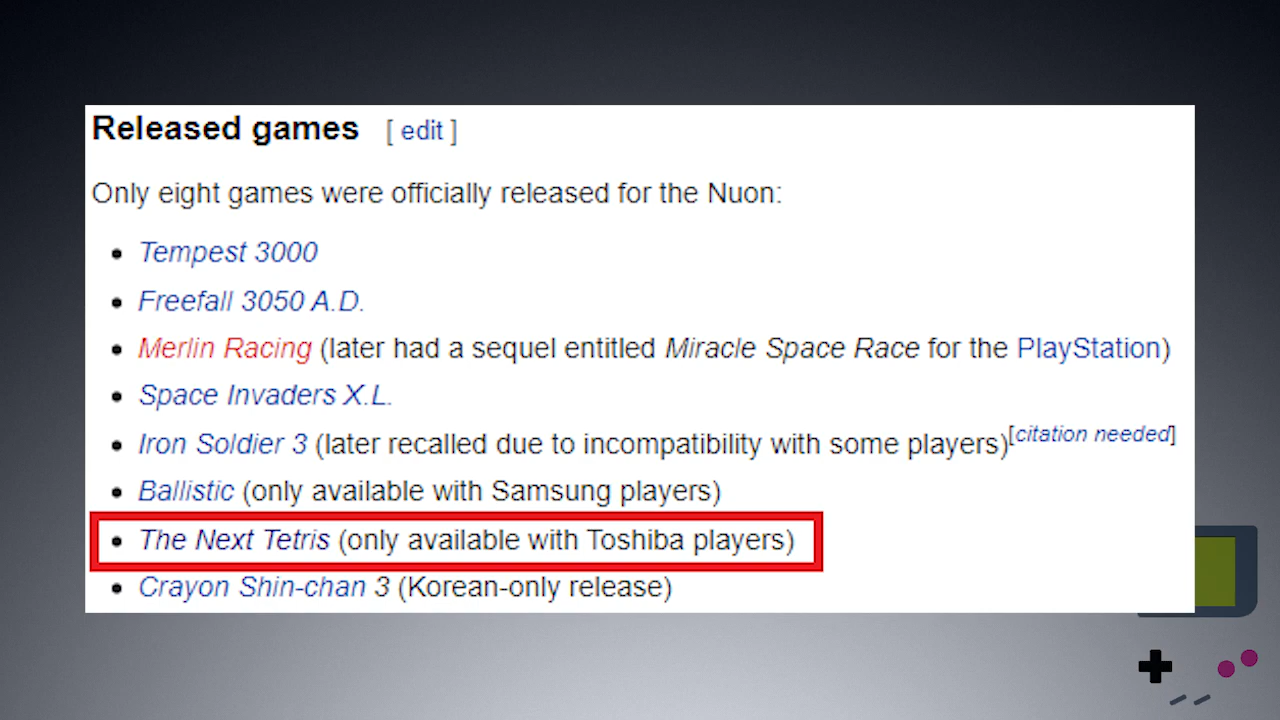 Released games [ edit ]
Only eight games were officially released for the Nuon:
• Tempest 3000
• Freefall 3050 A.D.
• Merlin Racing (later had a sequel entitled Miracle Space Race for the PlayStation)
• Space Invaders X.L.
• Iron Soldier 3 (later recalled due to incompatibility with some players)[citation needed]
• Ballistic (only available with Samsung players)
• The Next Tetris (only available with Toshiba players)
• Crayon Shin-chan 3 (Korean-only release)